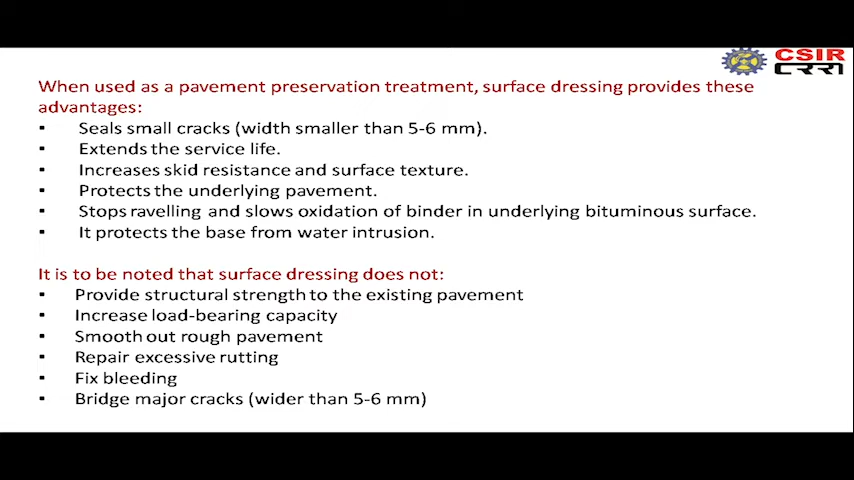 CSIR
CRRI
When used as a pavement preservation treatment, surface dressing provides these
advantages:
▪ Seals small cracks (width smaller than 5-6 mm).
▪ Extends the service life.
▪ Increases skid resistance and surface texture.
▪ Protects the underlying pavement.
▪ Stops ravelling and slows oxidation of binder in underlying bituminous surface.
▪ It protects the base from water intrusion.
It is to be noted that surface dressing does not:
▪ Provide structural strength to the existing pavement
▪ Increase load-bearing capacity
▪ Smooth out rough pavement
▪ Repair excessive rutting
▪ Fix bleeding
▪ Bridge major cracks (wider than 5-6 mm)